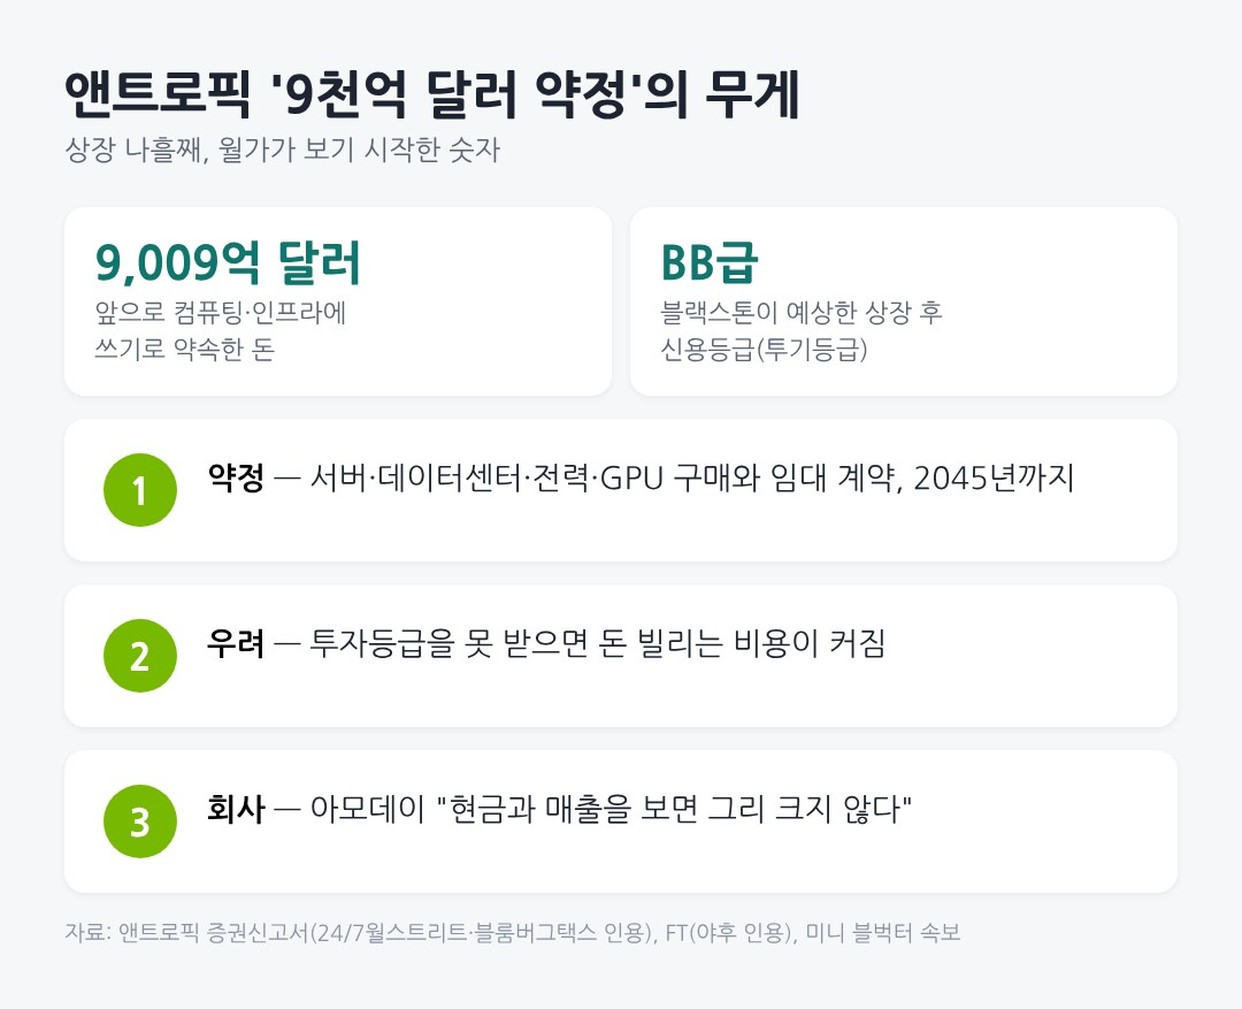 앤트로픽 '9천억 달러 약정'의 무게
상장 나흘째, 월가가 보기 시작한 숫자
9,009억 달러
앞으로 컴퓨팅·인프라에
쓰기로 약속한 돈
BB급
블랙스톤이 예상한 상장 후
신용등급(투기등급)
1
약정 — 서버·데이터센터·전력·GPU 구매와 임대 계약, 2045년까지
2
우려 — 투자등급을 못 받으면 돈 빌리는 비용이 커짐
3
회사 — 아모데이 "현금과 매출을 보면 그리 크지 않다"
자료: 앤트로픽 증권신고서(24/7월스트리트·블룸버그택스 인용), FT(야후 인용), 미니 블벅터 속보